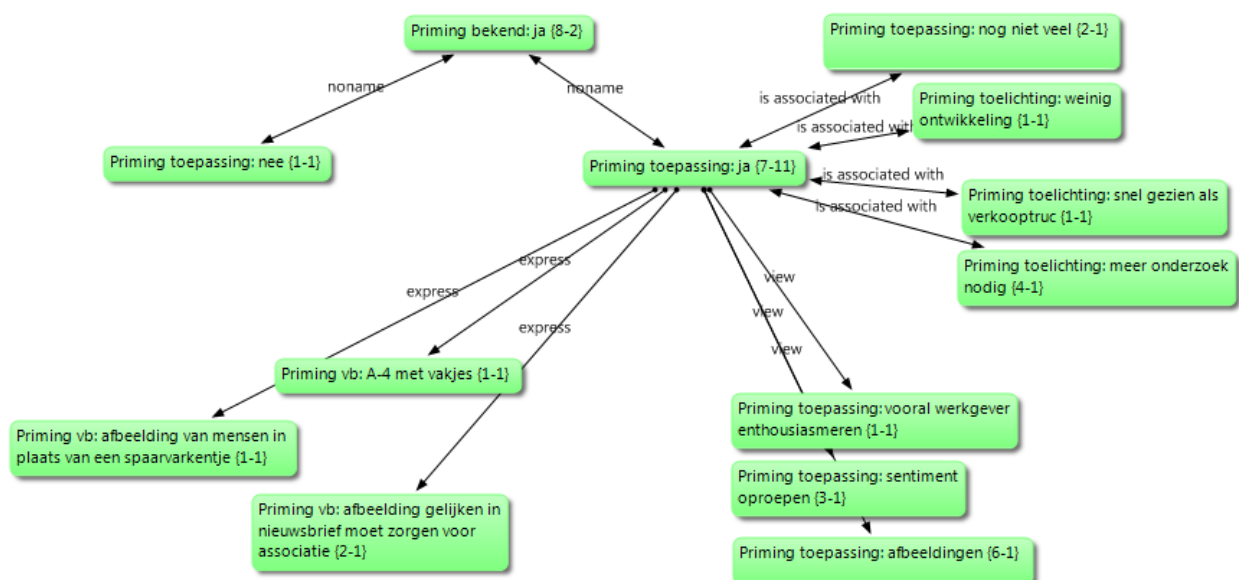 Priming bekend: ja {8-2}
Priming toepassing: nog niet veel {2-1}
noname
noname
is associated with
Priming toelichting: weinig
ontwikkeling {1-1}
is associated with
Priming toepassing: nee {1-1}
Priming toepassing: ja {7-11}
is associated with
Priming toelichting: snel gezien als
verkooptruc {1-1}
is associated with
Priming toelichting: meer onderzoek
nodig {4-1}
express
express
express
view
view
view
Priming vb: A-4 met vakjes {1-1}
Priming toepassing: vooral werkgever
enthousiasmeren {1-1}
Priming vb: afbeelding van mensen in
plaats van een spaarvarkentje {1-1}
Priming toepassing: sentiment
oproepen {3-1}
Priming vb: afbeelding gelijken in
nieuwsbrief moet zorgen voor
associatie {2-1}
Priming toepassing: afbeeldingen {6-1}